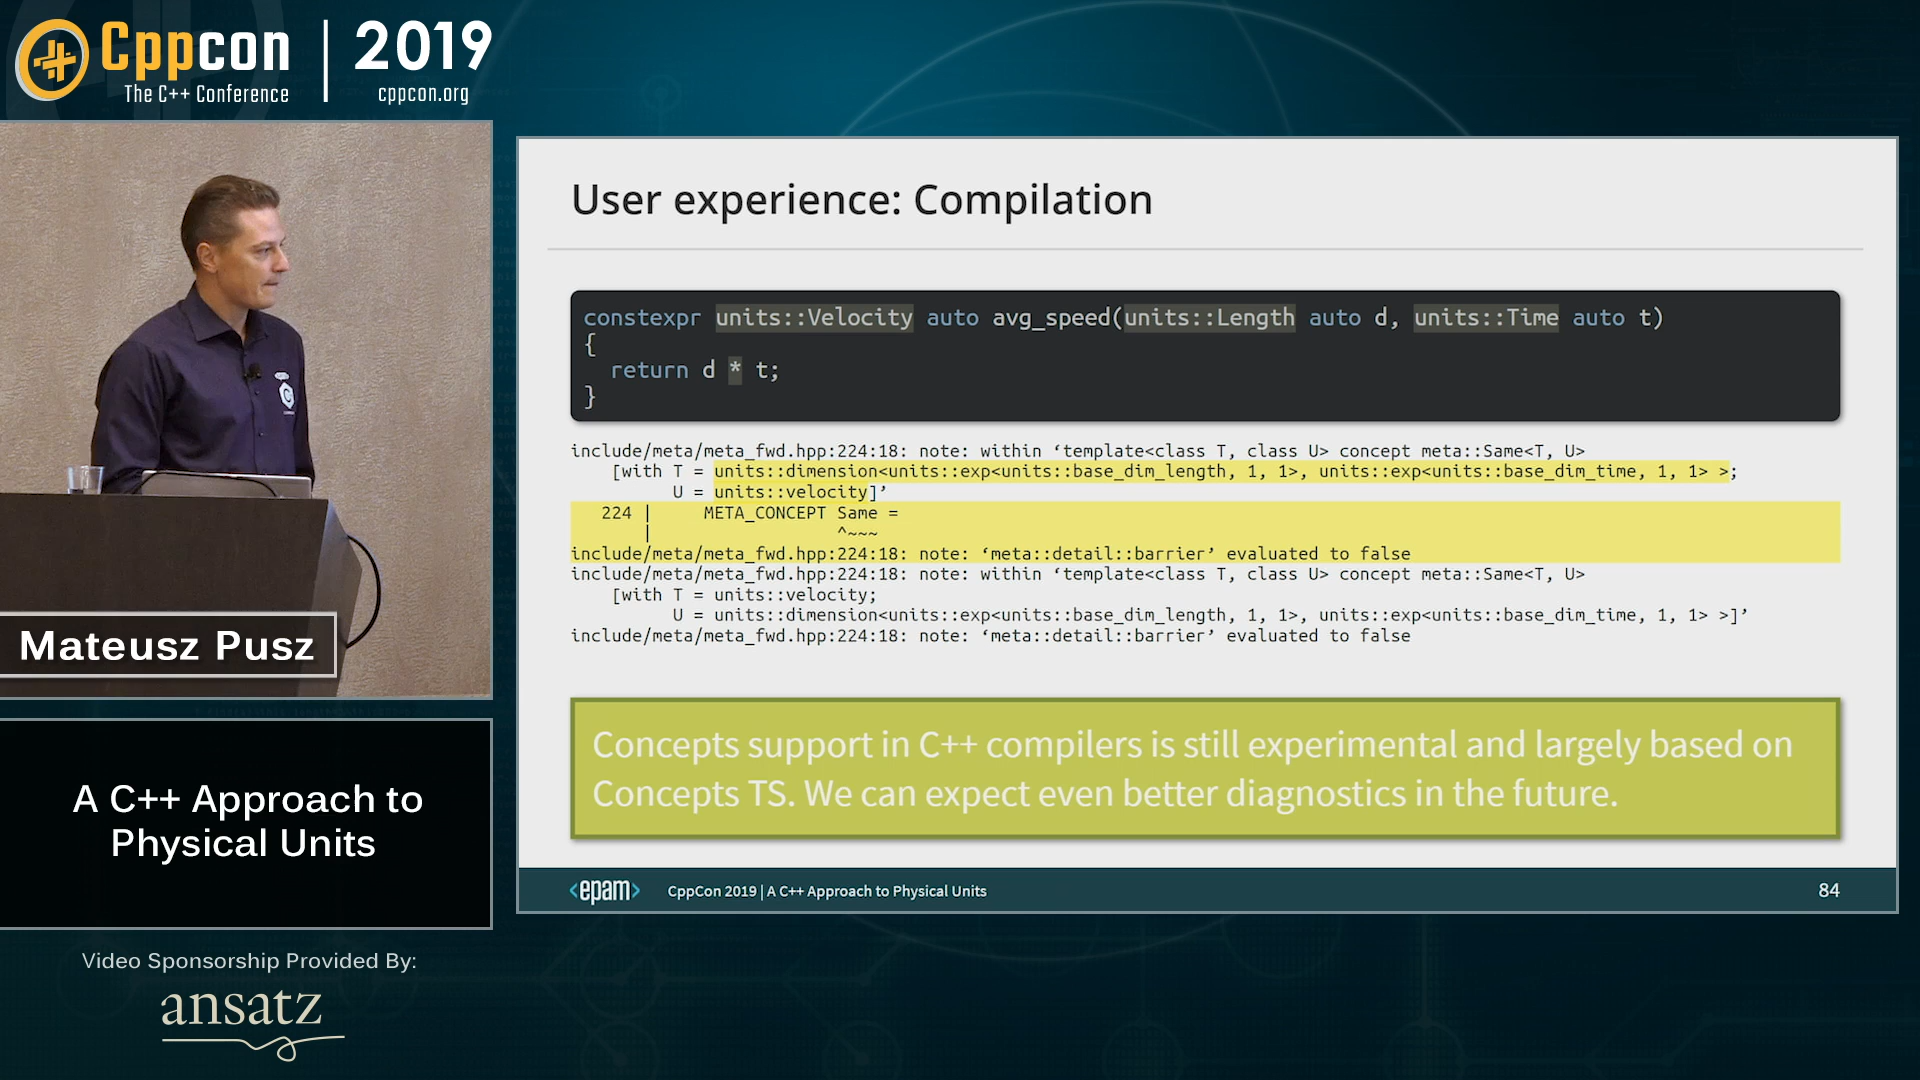 Cppcon
The C++ Conference
2019
cppcon.org
User experience: Compilation
constexpr units::Velocity auto avg_speed(units::Length auto d, units::Time auto t)
{
return d * t;
}
include/meta/meta_fwd.hpp:224:18: note: within ‘template<class T, class U> concept meta::Same<T, U>
[with T = units::dimension<units::exp<units::base_dim_length, 1, 1>, units::exp<units::base_dim_time, 1, 1> >;
U = units::velocity]’
224 | META_CONCEPT Same =
| ^~~~
include/meta/meta_fwd.hpp:224:18: note: ‘meta::detail::barrier’ evaluated to false
include/meta/meta_fwd.hpp:224:18: note: within ‘template<class T, class U> concept meta::Same<T, U>
[with T = units::velocity;
U = units::dimension<units::exp<units::base_dim_length, 1, 1>, units::exp<units::base_dim_time, 1, 1> >]’
include/meta/meta_fwd.hpp:224:18: note: ‘meta::detail::barrier’ evaluated to false
Concepts support in C++ compilers is still experimental and largely based on
Concepts TS. We can expect even better diagnostics in the future.
<epam>
CppCon 2019 | A C++ Approach to Physical Units
84
Mateusz Pusz
A C++ Approach to
Physical Units
Video Sponsorship Provided By:
ansatz